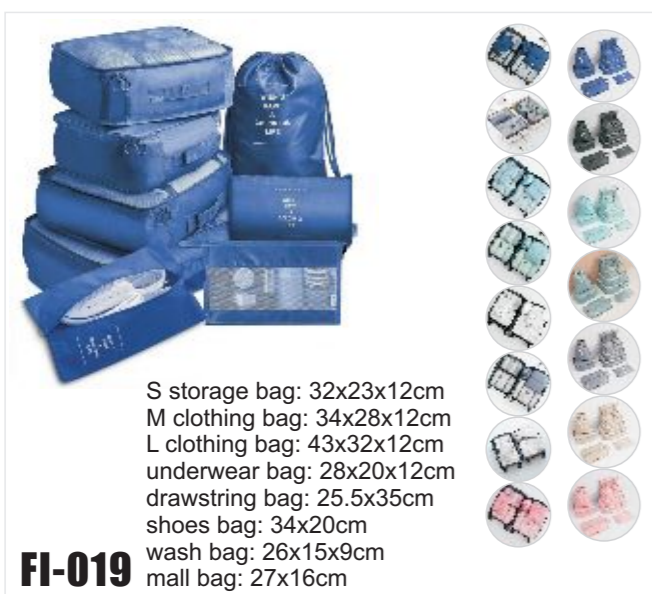 S storage bag: 32x23x12cm
M clothing bag: 34x28x12cm
L clothing bag: 43x32x12cm
underwear bag: 28x20x12cm
drawstring bag: 25.5x35cm
shoes bag: 34x20cm
wash bag: 26x15x9cm
mall bag: 27x16cm
FI-019